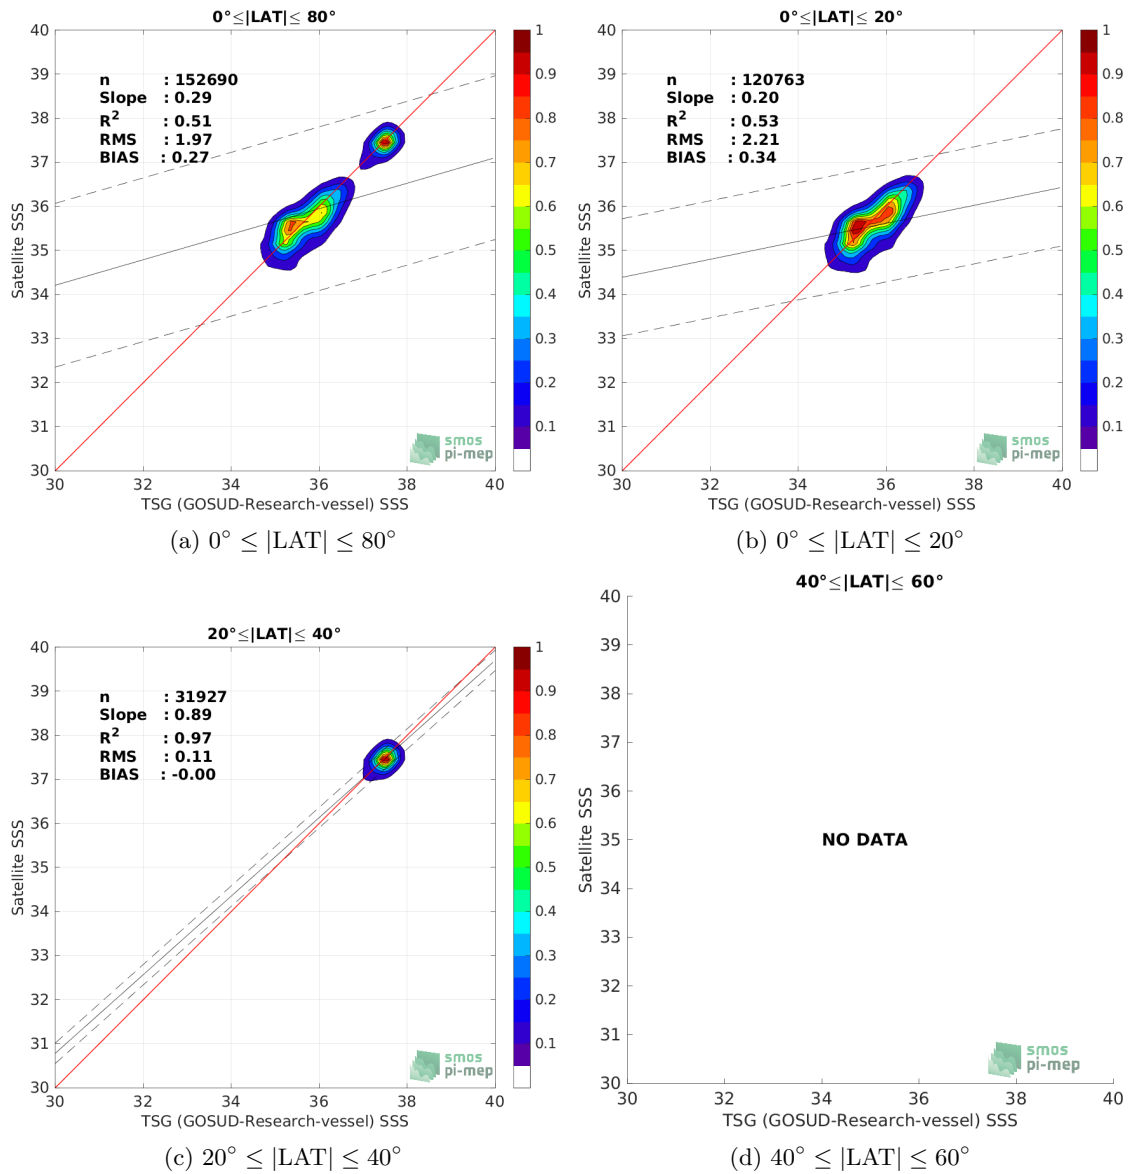 0°≤|LAT|≤ 80°
40
39
38
37
36
35
34
33
32
31
30
Satellite SSS
n : 152690
Slope : 0.29
R² : 0.51
RMS : 1.97
BIAS : 0.27
smos
pi-mep
30 32 34 36 38 40
TSG (GOSUD-Research-vessel) SSS
1
0.9
0.8
0.7
0.6
0.5
0.4
0.3
0.2
0.1
(a) 0° ≤ |LAT| ≤ 80°
0°≤|LAT|≤ 20°
40
39
38
37
36
35
34
33
32
31
30
Satellite SSS
n : 120763
Slope : 0.20
R² : 0.53
RMS : 2.21
BIAS : 0.34
smos
pi-mep
30 32 34 36 38 40
TSG (GOSUD-Research-vessel) SSS
1
0.9
0.8
0.7
0.6
0.5
0.4
0.3
0.2
0.1
(b) 0° ≤ |LAT| ≤ 20°
20°≤|LAT|≤ 40°
40
39
38
37
36
35
34
33
32
31
30
Satellite SSS
n : 31927
Slope : 0.89
R² : 0.97
RMS : 0.11
BIAS : -0.00
smos
pi-mep
30 32 34 36 38 40
TSG (GOSUD-Research-vessel) SSS
1
0.9
0.8
0.7
0.6
0.5
0.4
0.3
0.2
0.1
(c) 20° ≤ |LAT| ≤ 40°
40°≤|LAT|≤ 60°
40
39
38
37
36
35
34
33
32
31
30
Satellite SSS
NO DATA
smos
pi-mep
30 32 34 36 38 40
TSG (GOSUD-Research-vessel) SSS
(d) 40° ≤ |LAT| ≤ 60°